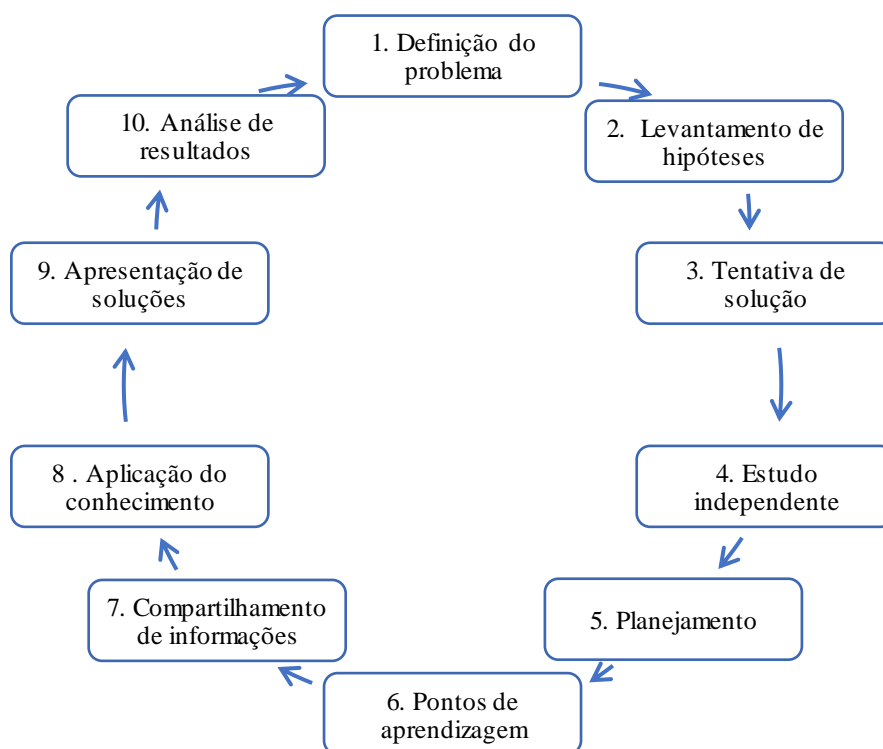 1. Definição do
problema
2. Levantamento de
hipóteses
3. Tentativa de
solução
4. Estudo
independente
5. Planejamento
6. Pontos de
aprendizagem
7. Compartilhamento
de informações
8 . Aplicação do
conhecimento
9. Apresentação de
soluções
10. Análise de
resultados